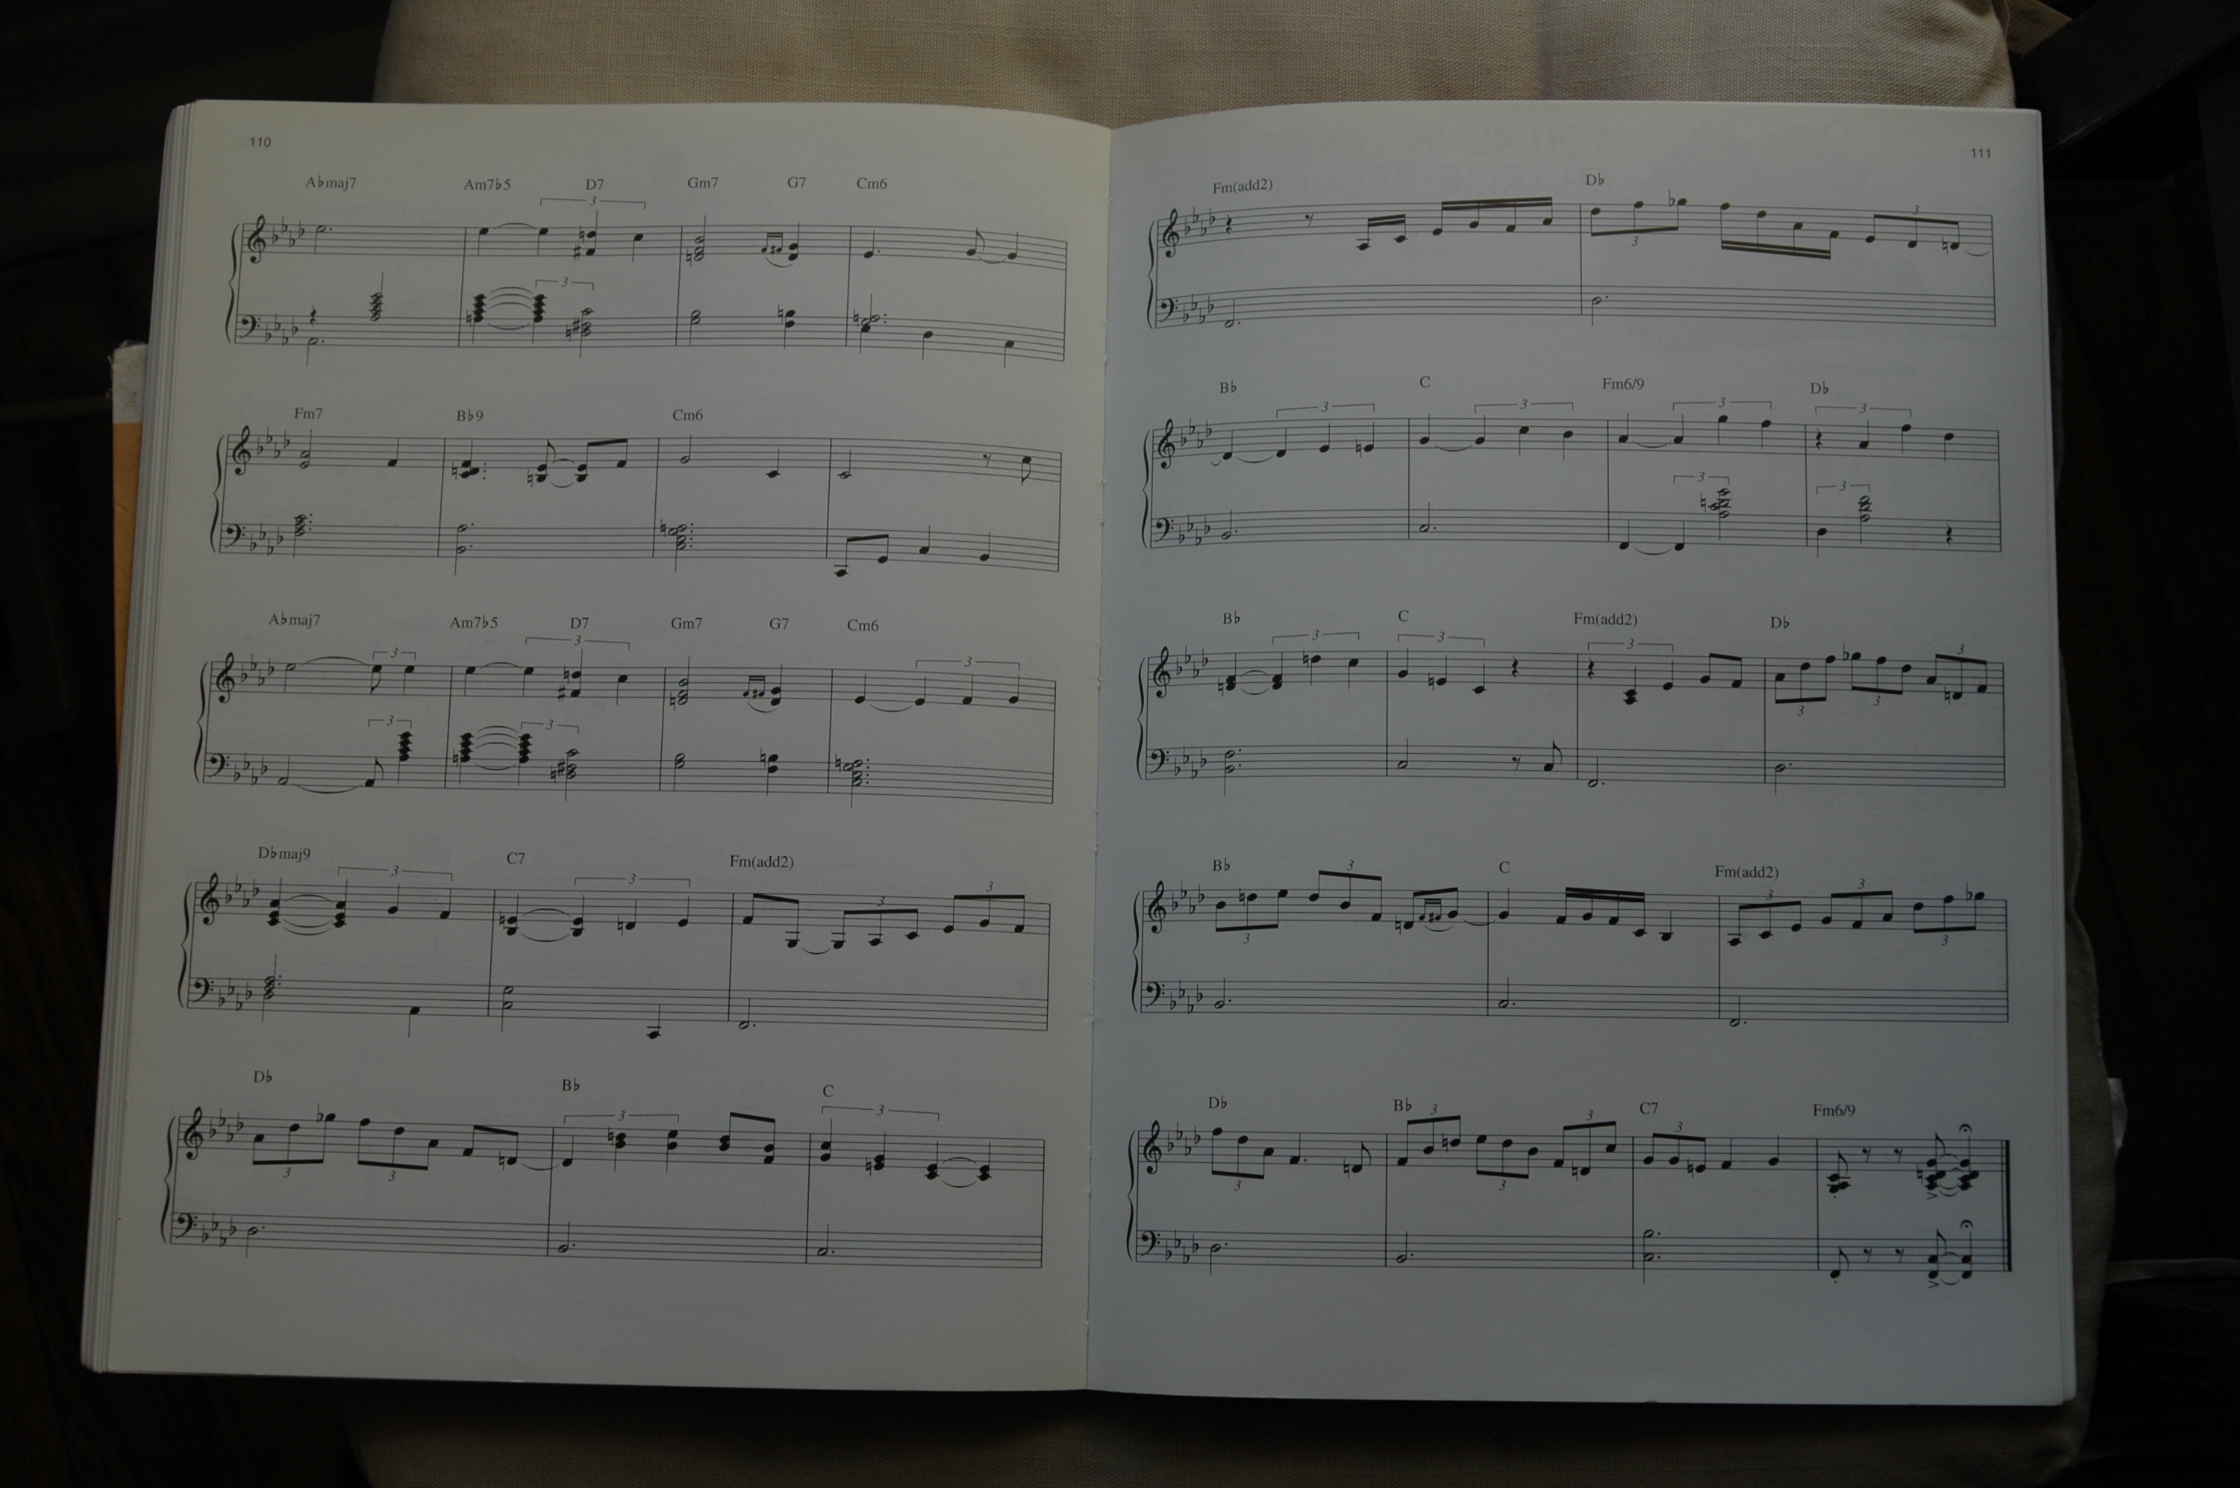 110
A♭maj7 Am7♭5 D7 Gm7 G7 Cm6
3
3
Fm7 B♭9 Cm6
A♭maj7 Am7♭5 D7 Gm7 G7 Cm6
3 3 3
3 3
D♭maj9 C7 Fm(add2)
3 3 3 3
D♭ B♭ C
3 3
3 3
111
Fm(add2) D♭
3
3
B♭ C Fm6/9 D♭
3 3 3 3
3 3
B♭ C Fm(add2) D♭
3 3 3 3
3 3
B♭ C Fm(add2)
3 3 3
3 3
D♭ B♭ C7 Fm6/9
3 3 3
3 3